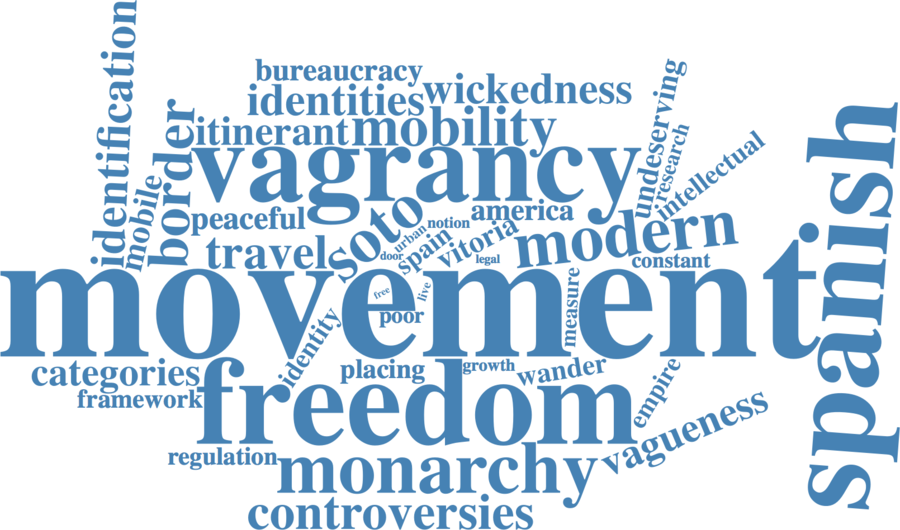 identification
bureaucracy
identities
wickedness
itinerant
mobility
border
mobile
vagrancy
undeserving
research
intellectual
spanish
peaceful
soto
america
notion
urban
door
spain
vitoria
legal
travel
modern
constant
movement
free
live
poor
measure
identity
categories
placing
growth
wander
framework
freedom
empire
vagueness
regulation
monarchy
controversies